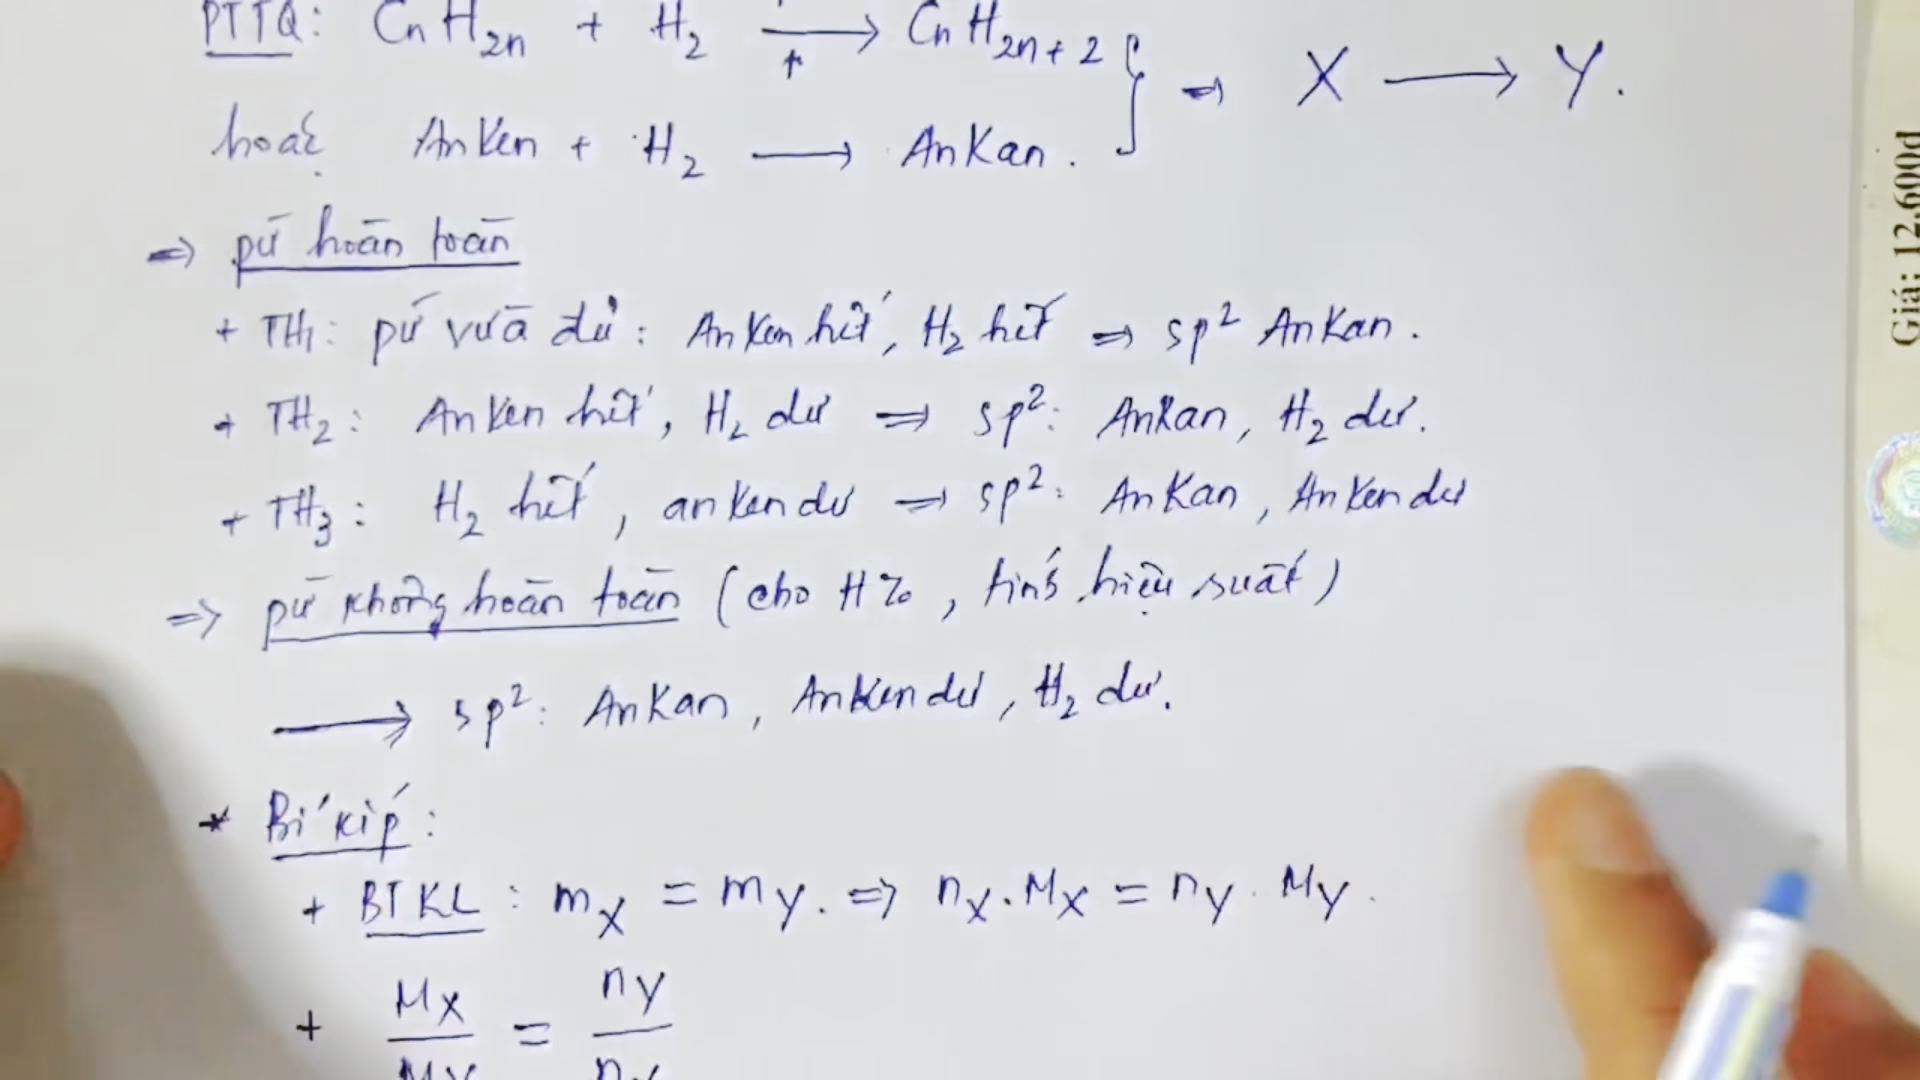 PTTQ: CnH2n + H2 → CnH2n+2 } ⇒ X → Y.
hoặc Anken + H2 → AnKan.
⇒ pứ hoàn toàn
+ TH1: pứ vừa đủ: AnKen hết, H2 hết ⇒ sp² AnKan.
+ TH2: AnKen hết, H2 dư ⇒ sp²: AnKan, H2 dư.
+ TH3: H2 hết, anken dư ⇒ sp²: AnKan, AnKen dư
⇒ pứ không hoàn toàn (cho H%, tính hiệu suất)
→ sp²: AnKan, AnKen dư, H2 dư.
* Bí kíp:
+ BTKL: mX = mY. ⇒ nX.MX = nY.MY.
+ MX/MY = nY/nX
Giá: 12.600đ